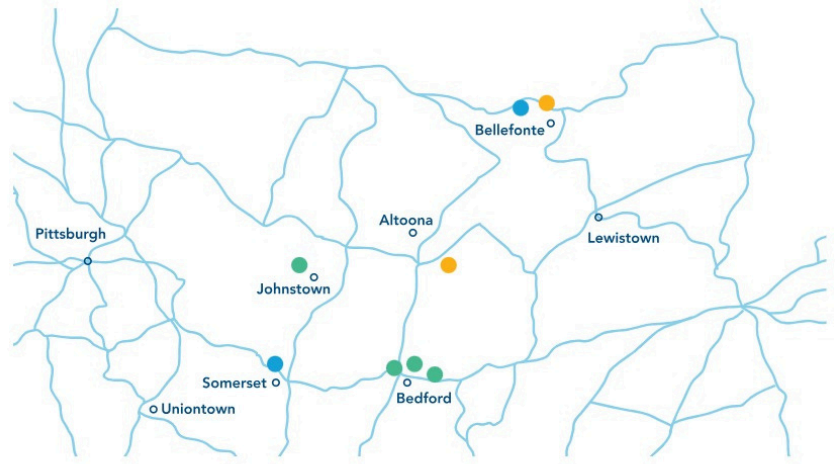 Bellefonte
Altoona
Pittsburgh
Lewistown
Johnstown
Somerset
Bedford
Uniontown